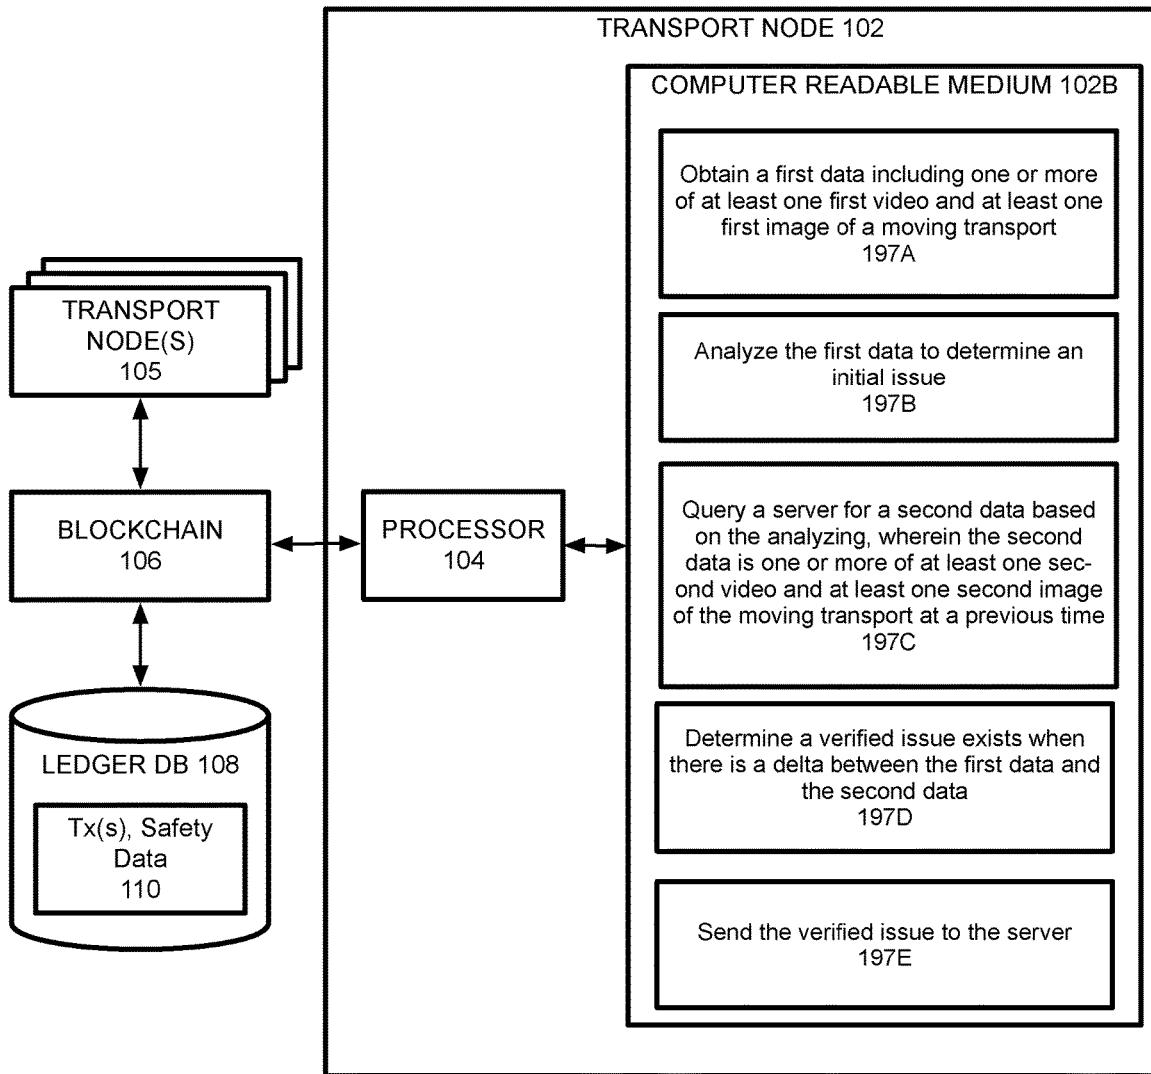 TRANSPORT NODE 102
COMPUTER READABLE MEDIUM 102B
Obtain a first data including one or more
of at least one first video and at least one
first image of a moving transport
197A
Analyze the first data to determine an
initial issue
197B
Query a server for a second data based
on the analyzing, wherein the second
data is one or more of at least one sec-
ond video and at least one second image
of the moving transport at a previous time
197C
Determine a verified issue exists when
there is a delta between the first data and
the second data
197D
Send the verified issue to the server
197E
TRANSPORT
NODE(S)
105
BLOCKCHAIN
106
PROCESSOR
104
LEDGER DB 108
Tx(s), Safety
Data
110